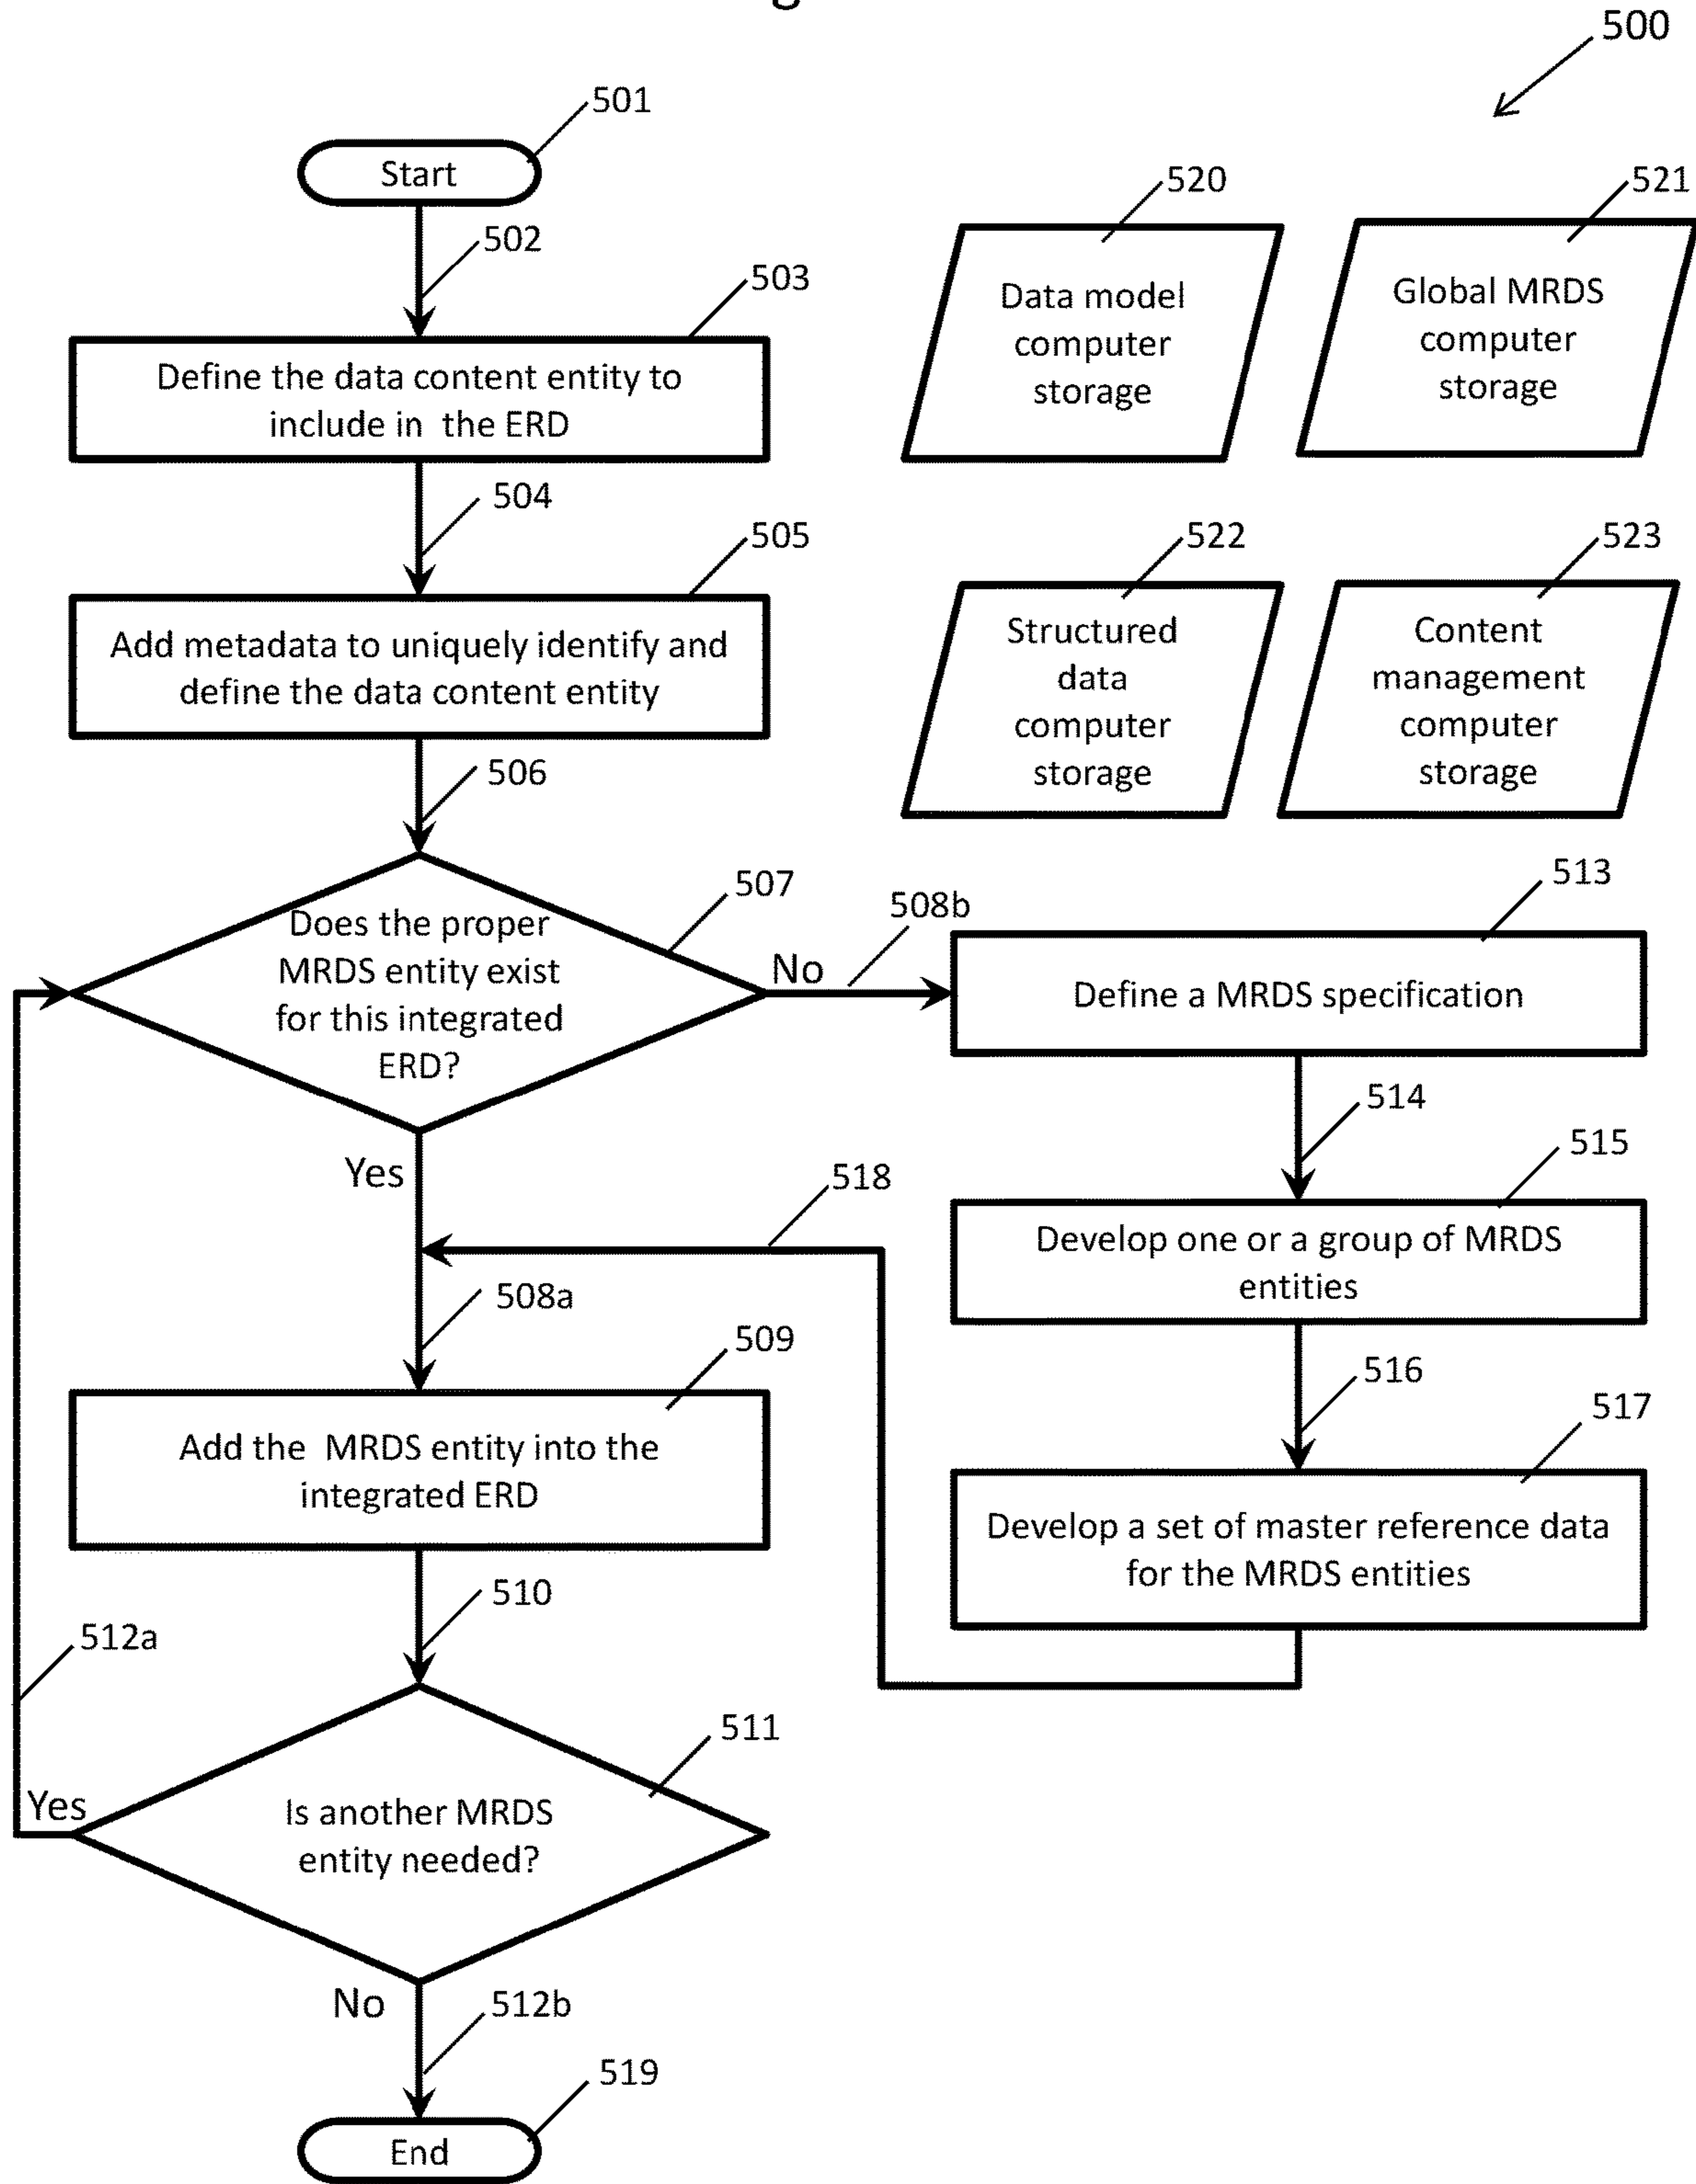 500
501
Start
502
503
Define the data content entity to
include in the ERD
504
505
Add metadata to uniquely identify and
define the data content entity
506
520
Data model
computer
storage
521
Global MRDS
computer
storage
522
Structured
data
computer
storage
523
Content
management
computer
storage
507
Does the proper
MRDS entity exist
for this integrated
ERD?
No
508b
513
Define a MRDS specification
514
515
Develop one or a group of MRDS
entities
516
517
Develop a set of master reference data
for the MRDS entities
518
Yes
508a
509
Add the MRDS entity into the
integrated ERD
510
512a
511
Is another MRDS
entity needed?
Yes
No
512b
519
End